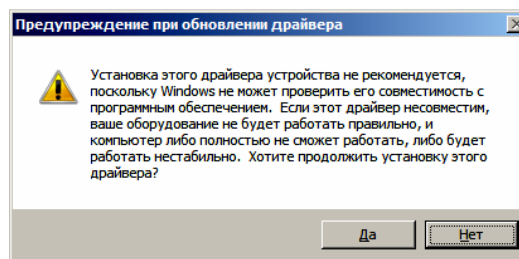 Предупреждение при обновлении драйвера
Установка этого драйвера устройства не рекомендуется,
поскольку Windows не может проверить его совместимость с
программным обеспечением. Если этот драйвер несовместим,
ваше оборудование не будет работать правильно, и
компьютер либо полностью не сможет работать, либо будет
работать нестабильно. Хотите продолжить установку этого
драйвера?
Да
Нет